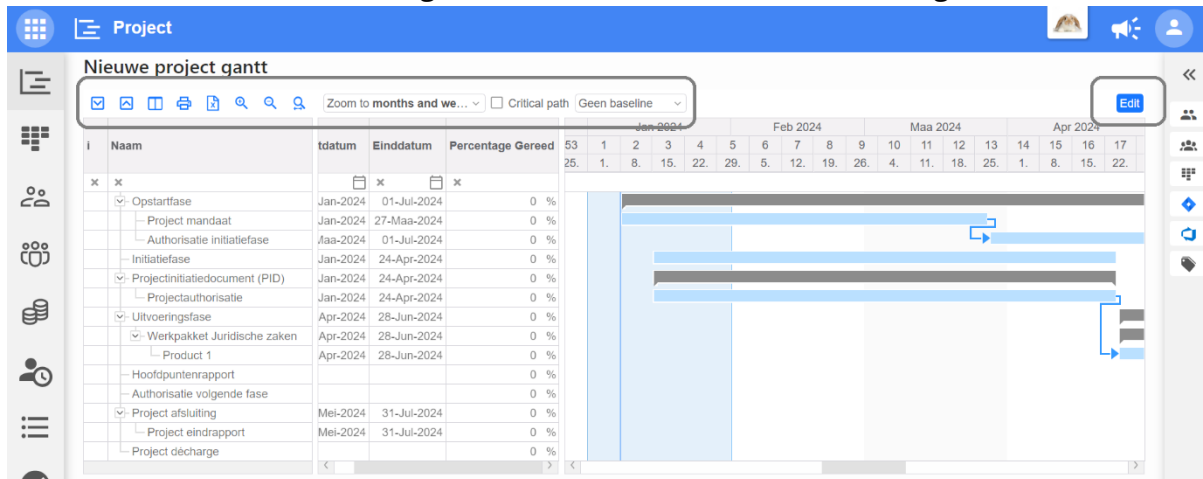 Project
Nieuwe project gantt
Zoom to months and we... Critical path Geen baseline Edit
Jan 2024 Feb 2024 Maa 2024 Apr 2024
i Naam tdatum Einddatum Percentage Gereed 53 1 2 3 4 5 6 7 8 9 10 11 12 13 14 15 16 17
25. 1. 8. 15. 22. 29. 5. 12. 19. 26. 4. 11. 18. 25. 1. 8. 15. 22.
Opstartfase Jan-2024 01-Jul-2024 0 %
Project mandaat Jan-2024 27-Maa-2024 0 %
Authorisatie initiatiefase Maa-2024 01-Jul-2024 0 %
Initiatiefase Jan-2024 24-Apr-2024 0 %
Projectinitiatiedocument (PID) Jan-2024 24-Apr-2024 0 %
Projectauthorisatie Jan-2024 24-Apr-2024 0 %
Uitvoeringsfase Apr-2024 28-Jun-2024 0 %
Werkpakket Juridische zaken Apr-2024 28-Jun-2024 0 %
Product 1 Apr-2024 28-Jun-2024 0 %
Hoofdpuntenrapport 0 %
Authorisatie volgende fase 0 %
Project afsluiting Mei-2024 31-Jul-2024 0 %
Project eindrapport Mei-2024 31-Jul-2024 0 %
Project décharge 0 %